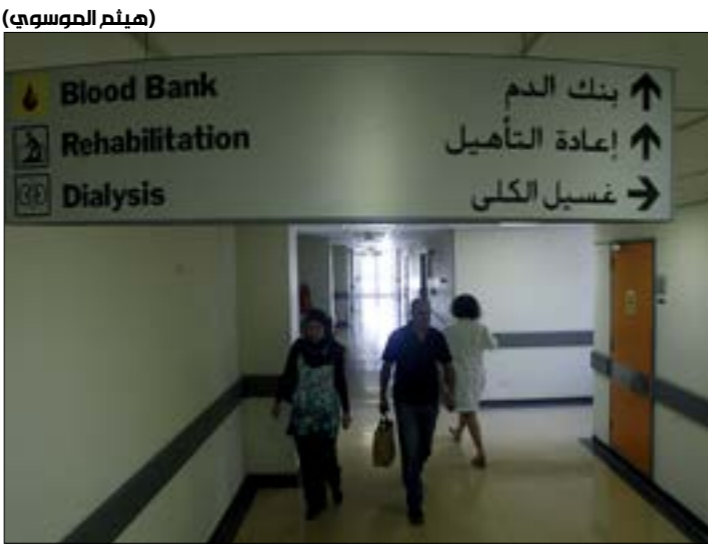 (هيثم الموسوي)
Blood Bank بنك الدم
Rehabilitation إعادة التأهيل
Dialysis غسيل الكلى